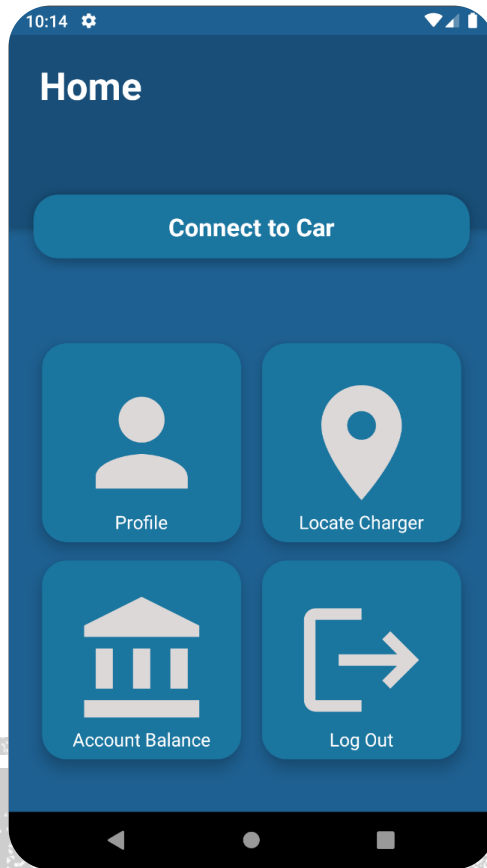 10:14
Home
Connect to Car
Profile
Locate Charger
Account Balance
Log Out